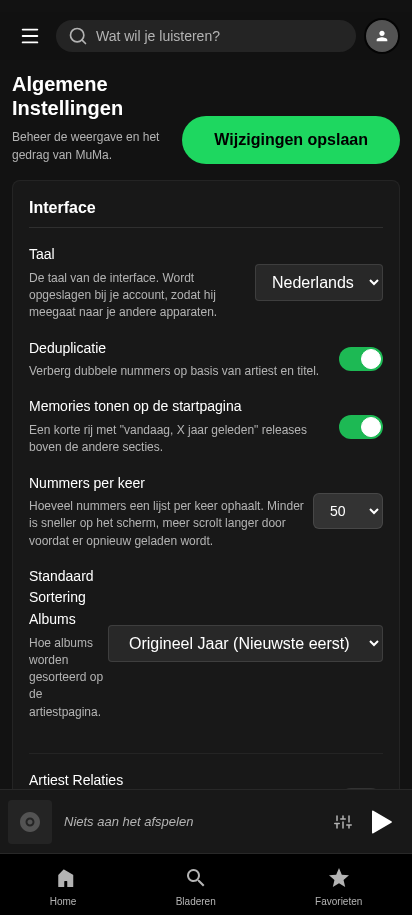 Wat wil je luisteren?
Algemene
Instellingen
Beheer de weergave en het
gedrag van MuMa.
Wijzigingen opslaan
Interface
Taal
De taal van de interface. Wordt
opgeslagen bij je account, zodat hij
meegaat naar je andere apparaten.
Nederlands
Deduplicatie
Verberg dubbele nummers op basis van artiest en titel.
Memories tonen op de startpagina
Een korte rij met "vandaag, X jaar geleden" releases
boven de andere secties.
Nummers per keer
Hoeveel nummers een lijst per keer ophaalt. Minder
is sneller op het scherm, meer scrolt langer door
voordat er opnieuw geladen wordt.
50
Standaard
Sortering
Albums
Hoe albums
worden
gesorteerd op
de
artiestpagina.
Origineel Jaar (Nieuwste eerst)
Artiest Relaties
Niets aan het afspelen
Home
Bladeren
Favorieten